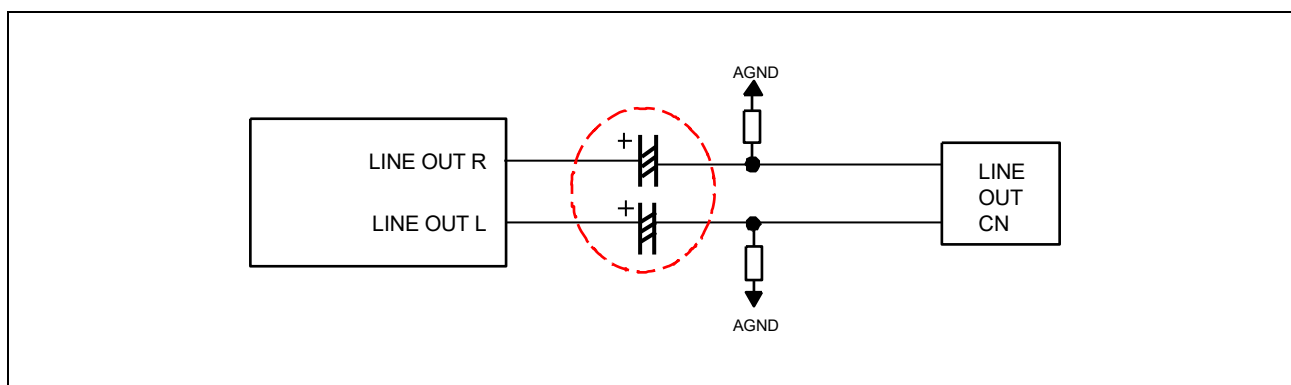 AGND
+
LINE OUT R
LINE
OUT
CN
+
LINE OUT L
AGND